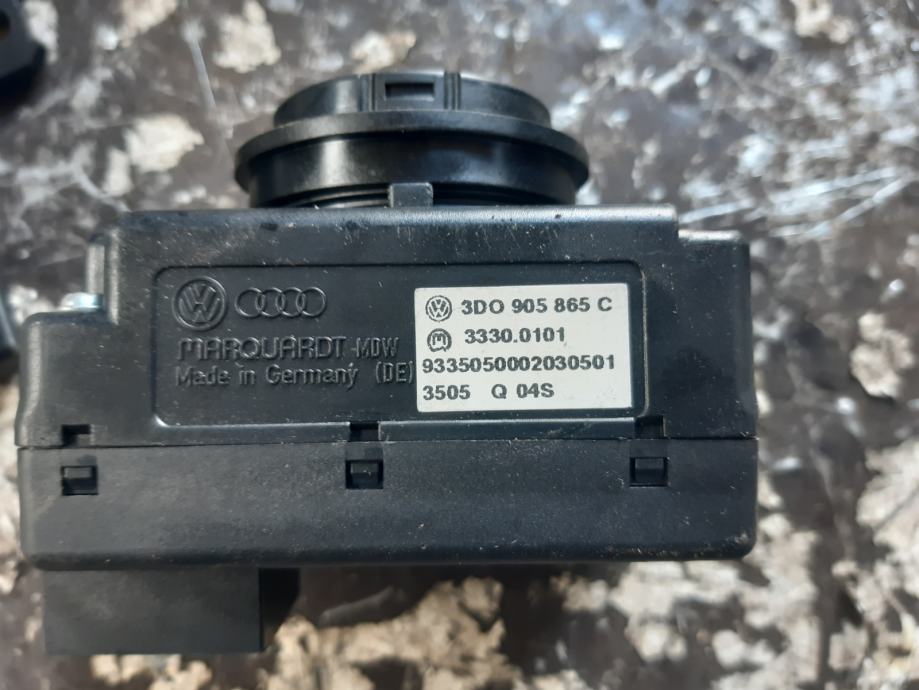 MARQUARDT-MDW
Made in Germany (DE)
3D0 905 865 C
3330.0101
9335050002030501
3505 Q 04S